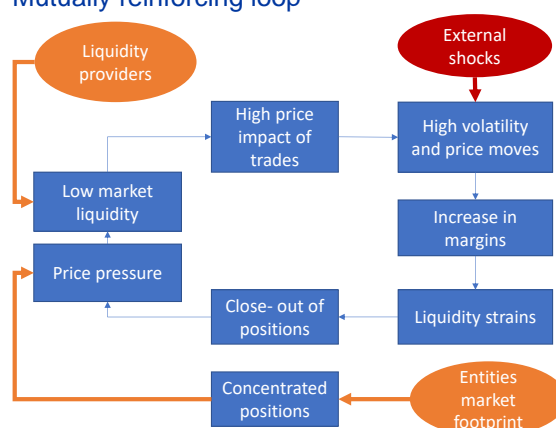 Mutually reinforcing loop
Liquidity
providers
External
shocks
High price
impact of
trades
High volatility
and price moves
Low market
liquidity
Increase in
margins
Price pressure
Close- out of
positions
Liquidity strains
Concentrated
positions
Entities
market
footprint